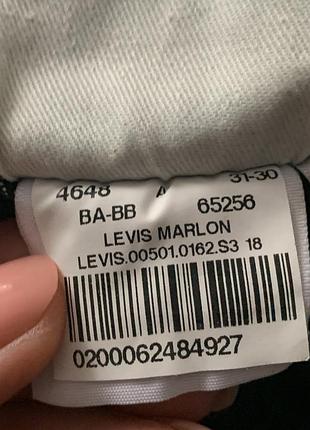 4648 A 31-30
BA-BB 65256
LEVIS MARLON
LEVIS.00501.0162.S3 18
0200062484927